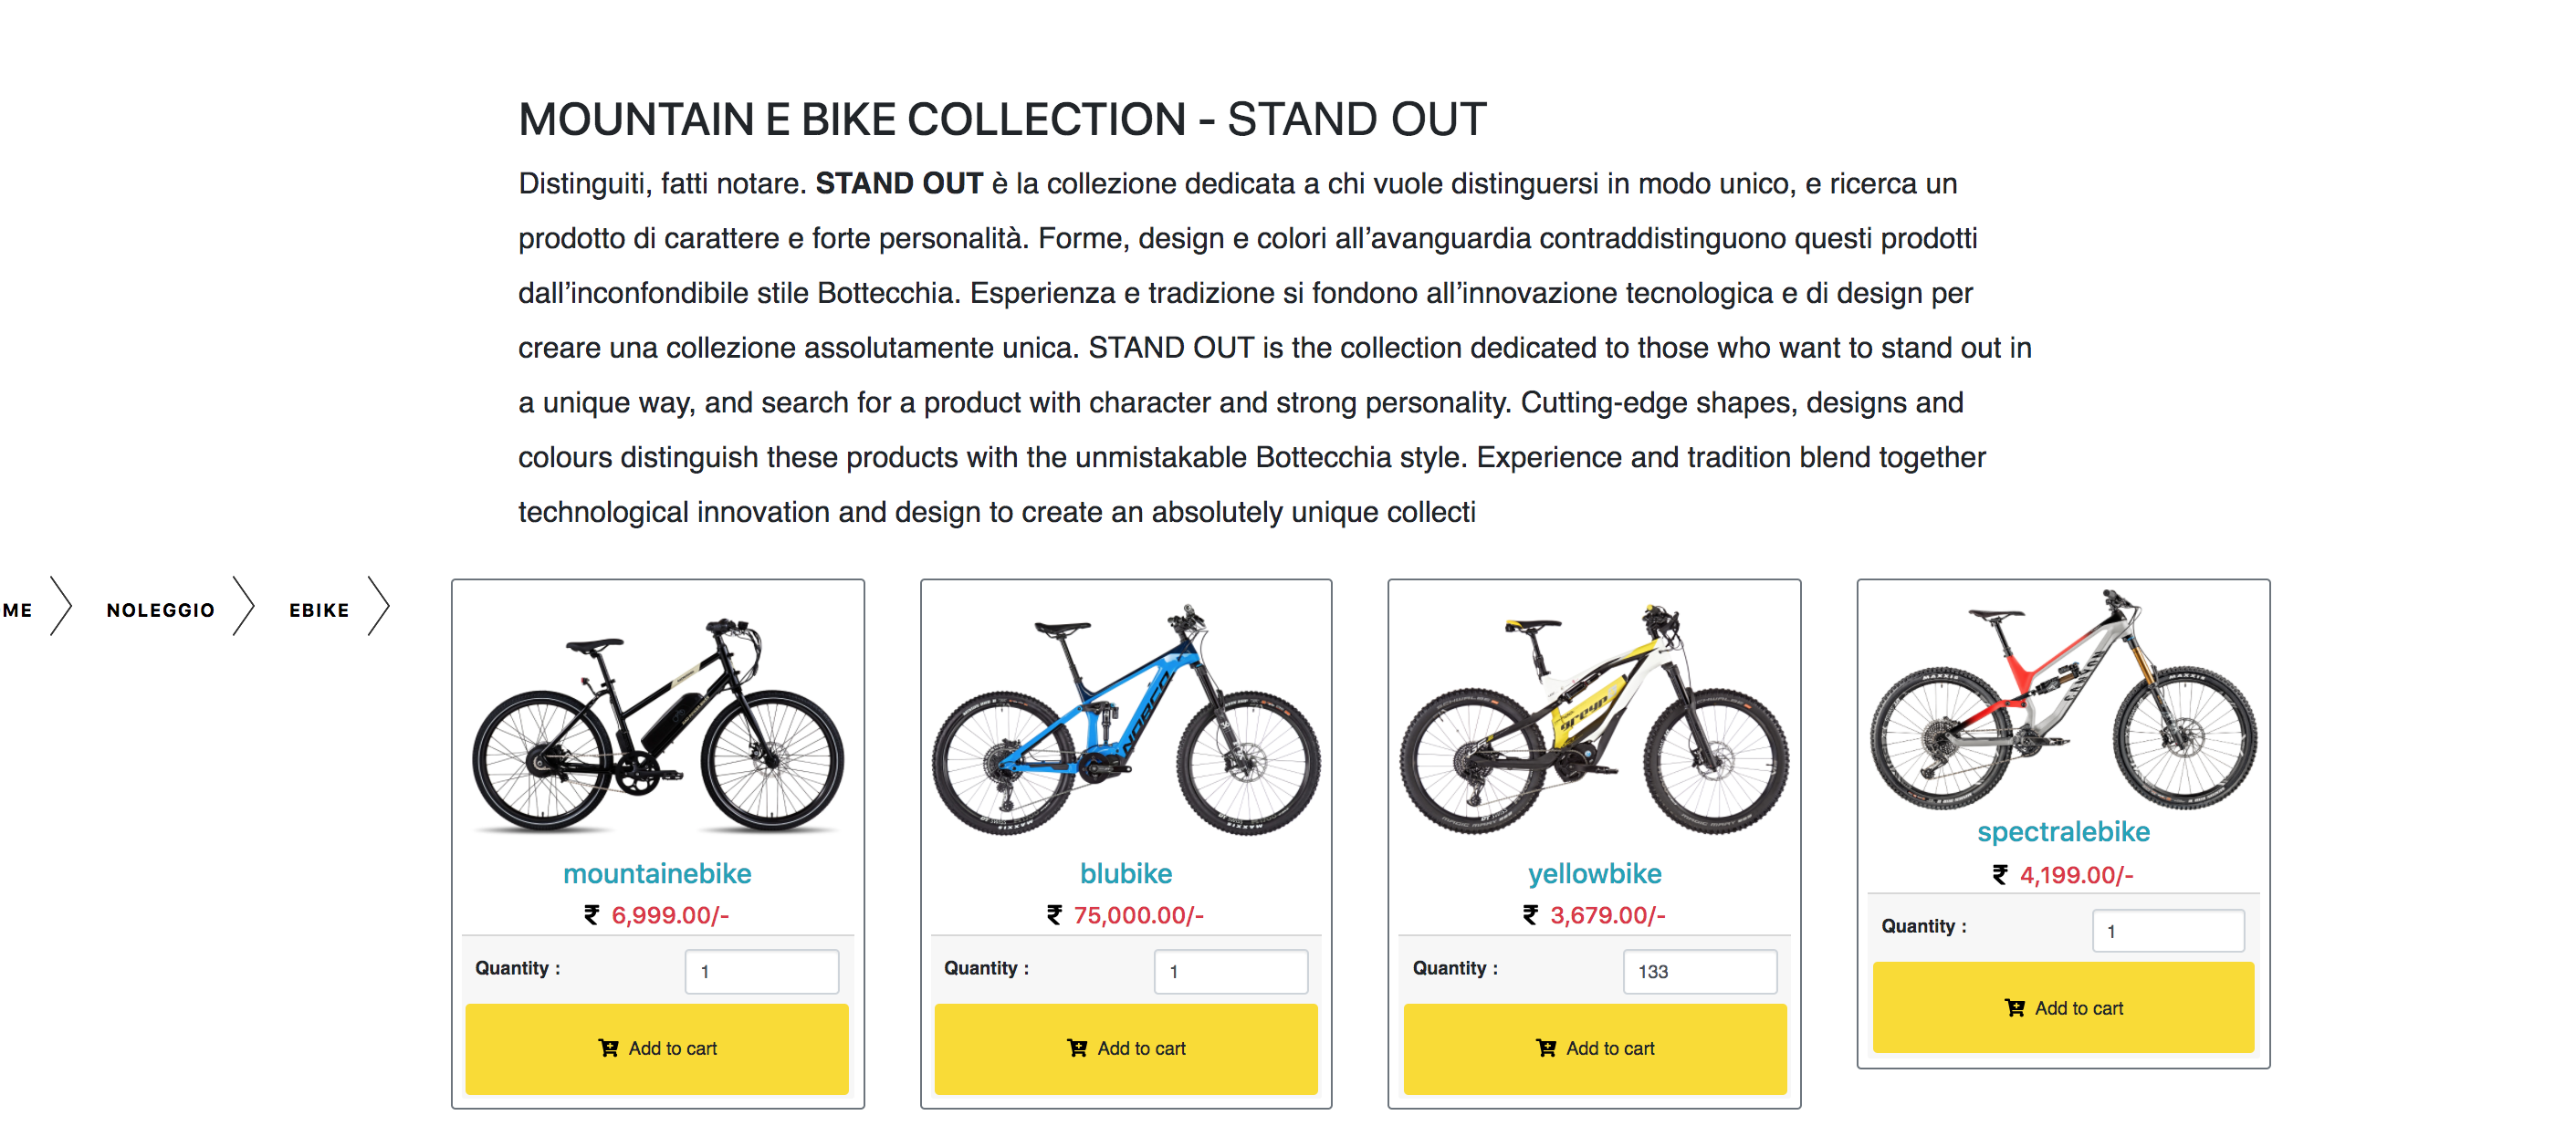 MOUNTAIN E BIKE COLLECTION - STAND OUT
Distinguiti, fatti notare. STAND OUT è la collezione dedicata a chi vuole distinguersi in modo unico, e ricerca un
prodotto di carattere e forte personalità. Forme, design e colori all’avanguardia contraddistinguono questi prodotti
dall’inconfondibile stile Bottecchia. Esperienza e tradizione si fondono all’innovazione tecnologica e di design per
creare una collezione assolutamente unica. STAND OUT is the collection dedicated to those who want to stand out in
a unique way, and search for a product with character and strong personality. Cutting-edge shapes, designs and
colours distinguish these products with the unmistakable Bottecchia style. Experience and tradition blend together
technological innovation and design to create an absolutely unique collecti
ME NOLEGGIO EBIKE
mountainebike
₹ 6,999.00/-
Quantity : 1
Add to cart
NORCO
MAXXIS
blubike
₹ 75,000.00/-
Quantity : 1
Add to cart
greyp
yellowbike
₹ 3,679.00/-
Quantity : 133
Add to cart
MAXXIS
CANYON
MAXXIS
spectralebike
₹ 4,199.00/-
Quantity : 1
Add to cart